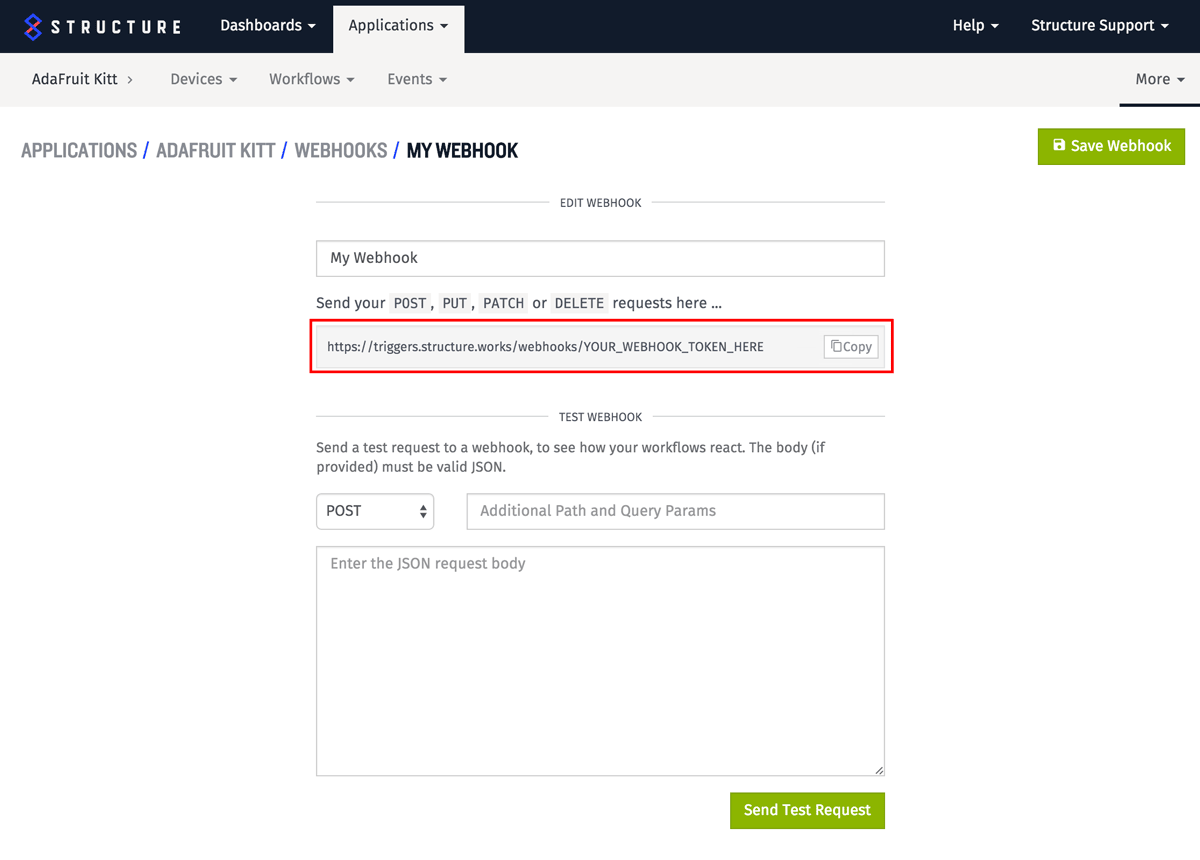 STRUCTURE Dashboards Applications Help Structure Support
AdaFruit Kitt Devices Workflows Events More
APPLICATIONS / ADAFRUIT KITT / WEBHOOKS / MY WEBHOOK
Save Webhook
EDIT WEBHOOK
My Webhook
Send your POST, PUT, PATCH or DELETE requests here ...
https://triggers.structure.works/webhooks/YOUR_WEBHOOK_TOKEN_HERE Copy
TEST WEBHOOK
Send a test request to a webhook, to see how your workflows react. The body (if
provided) must be valid JSON.
POST Additional Path and Query Params
Enter the JSON request body
Send Test Request